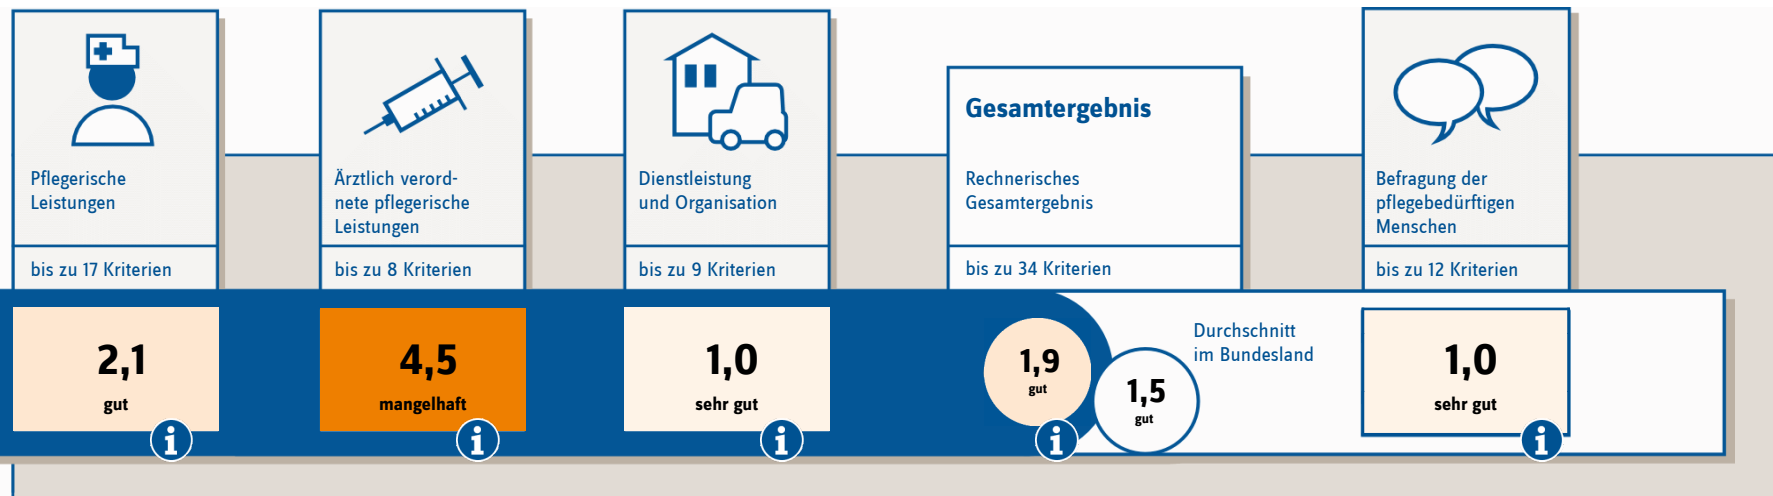 Pflegerische
Leistungen
bis zu 17 Kriterien
2,1
gut
i
Ärztlich verord-
nete pflegerische
Leistungen
bis zu 8 Kriterien
4,5
mangelhaft
i
Dienstleistung
und Organisation
bis zu 9 Kriterien
1,0
sehr gut
i
Gesamtergebnis
Rechnerisches
Gesamtergebnis
bis zu 34 Kriterien
1,9
gut
i
1,5
gut
Durchschnitt
im Bundesland
Befragung der
pflegebedürftigen
Menschen
bis zu 12 Kriterien
1,0
sehr gut
i